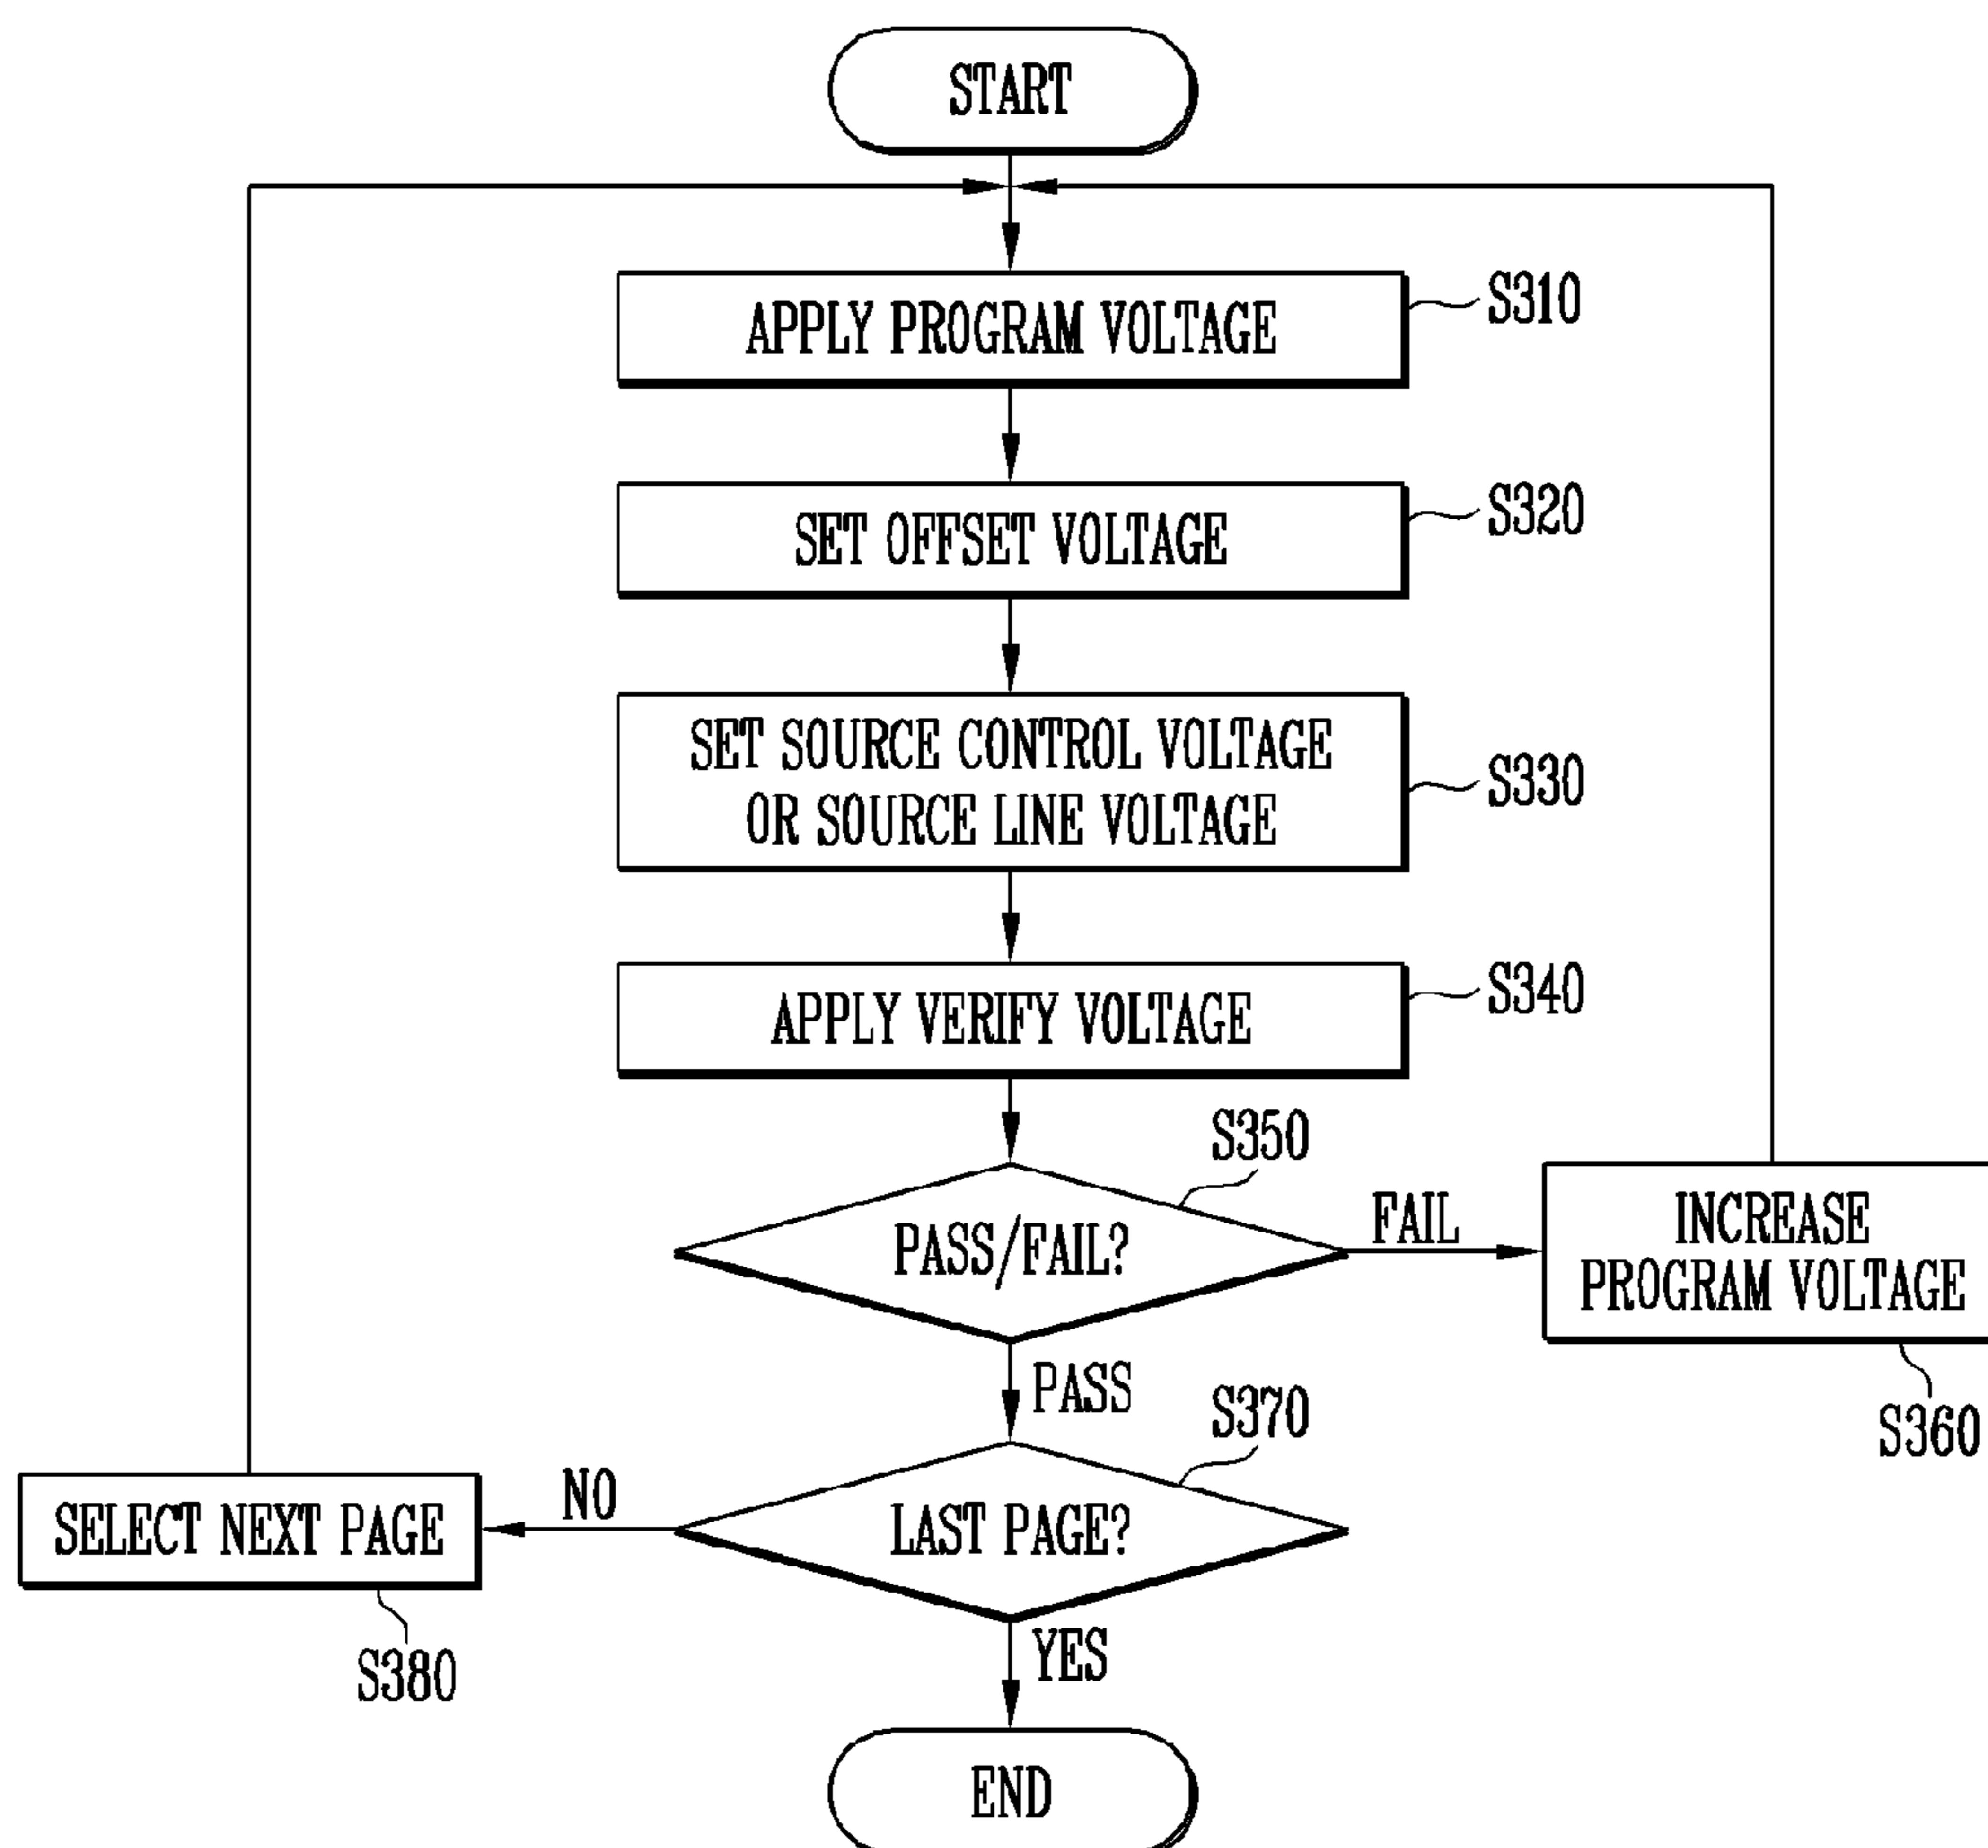 START
APPLY PROGRAM VOLTAGE
S310
SET OFFSET VOLTAGE
S320
SET SOURCE CONTROL VOLTAGE
OR SOURCE LINE VOLTAGE
S330
APPLY VERIFY VOLTAGE
S340
S350
PASS/FAIL?
FAIL
INCREASE
PROGRAM VOLTAGE
S360
PASS
S370
LAST PAGE?
NO
SELECT NEXT PAGE
S380
YES
END